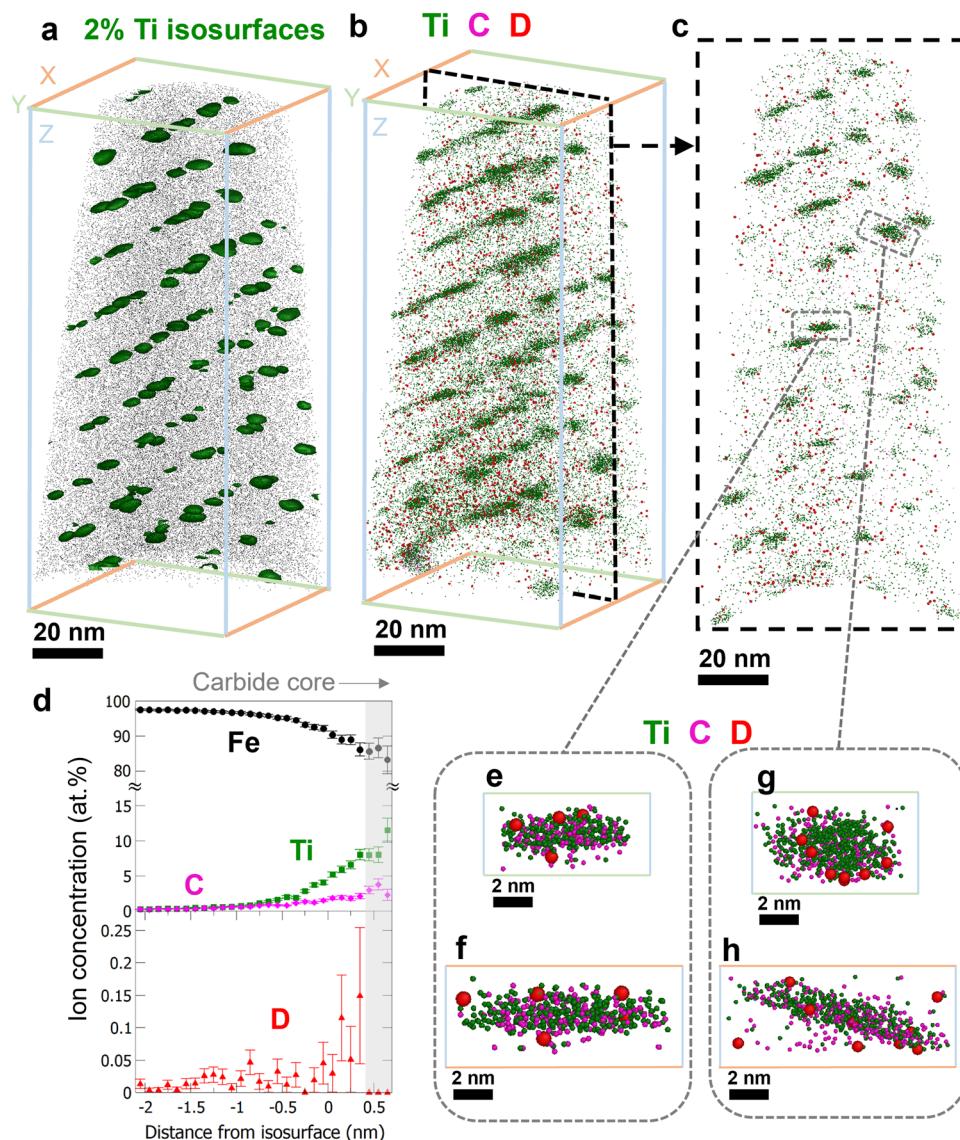 a 2% Ti isosurfaces
X
Y
Z
20 nm
b Ti C D
X
Y
Z
20 nm
c
20 nm
d
Carbide core
Ion concentration (at.%)
100
90
80
15
10
5
0
0.25
0.2
0.15
0.1
0.05
0
Fe
Ti
C
D
-2 -1.5 -1 -0.5 0 0.5
Distance from isosurface (nm)
Ti C D
e
2 nm
f
2 nm
g
2 nm
h
2 nm